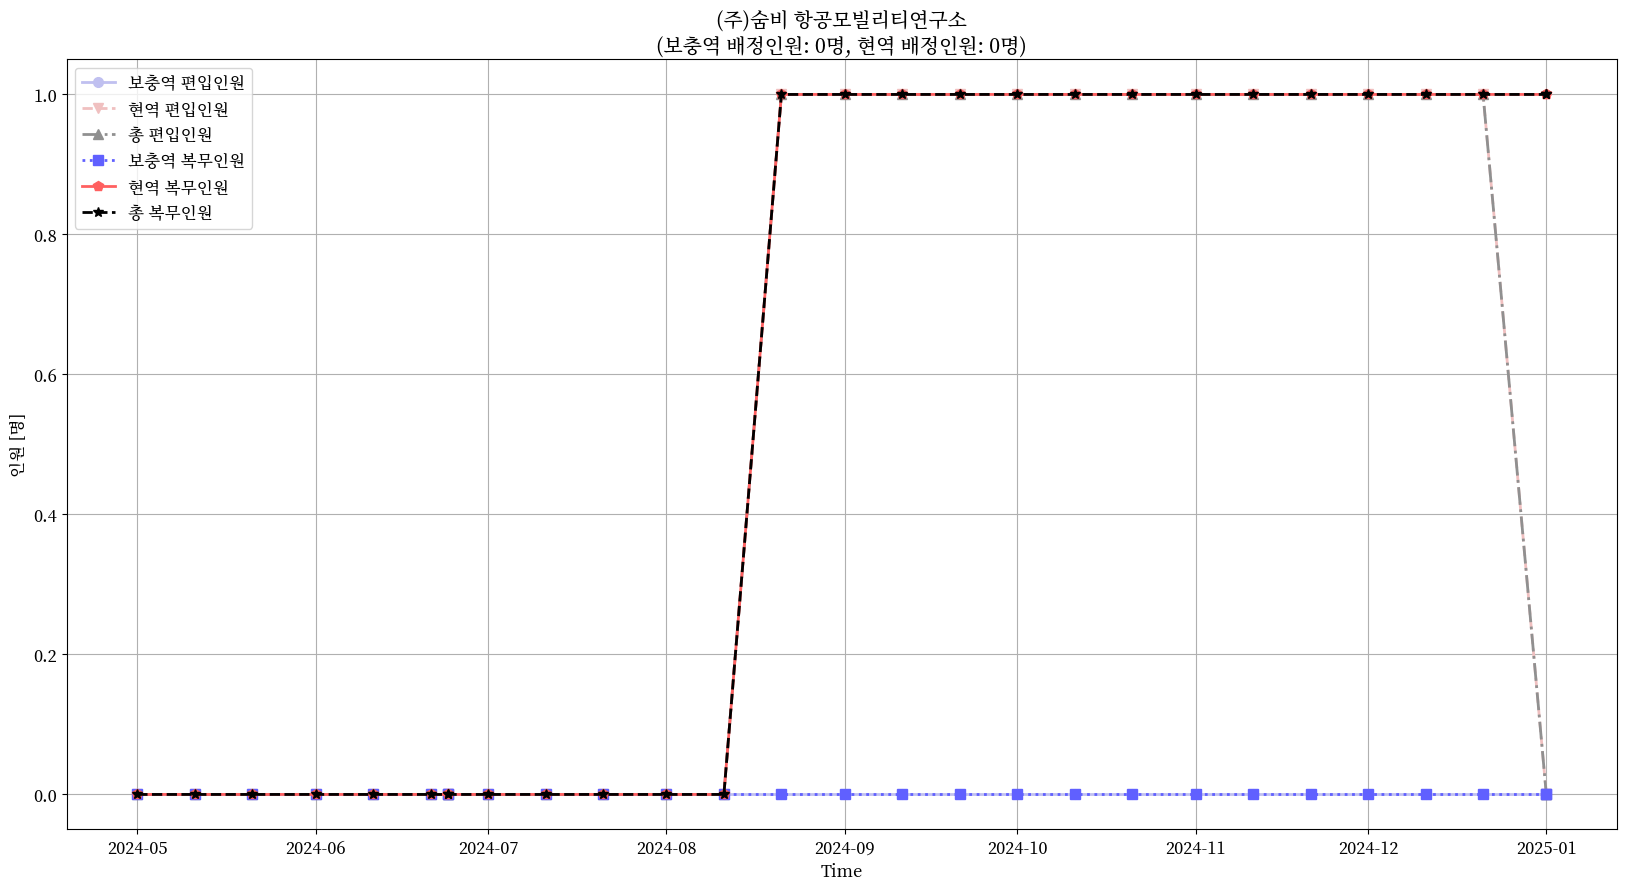 (주)숨비 항공모빌리티연구소
(보충역 배정인원: 0명, 현역 배정인원: 0명)
보충역 편입인원
현역 편입인원
총 편입인원
보충역 복무인원
현역 복무인원
총 복무인원
1.0
0.8
0.6
0.4
0.2
0.0
인원 [명]
2024-05
2024-06
2024-07
2024-08
2024-09
2024-10
2024-11
2024-12
2025-01
Time